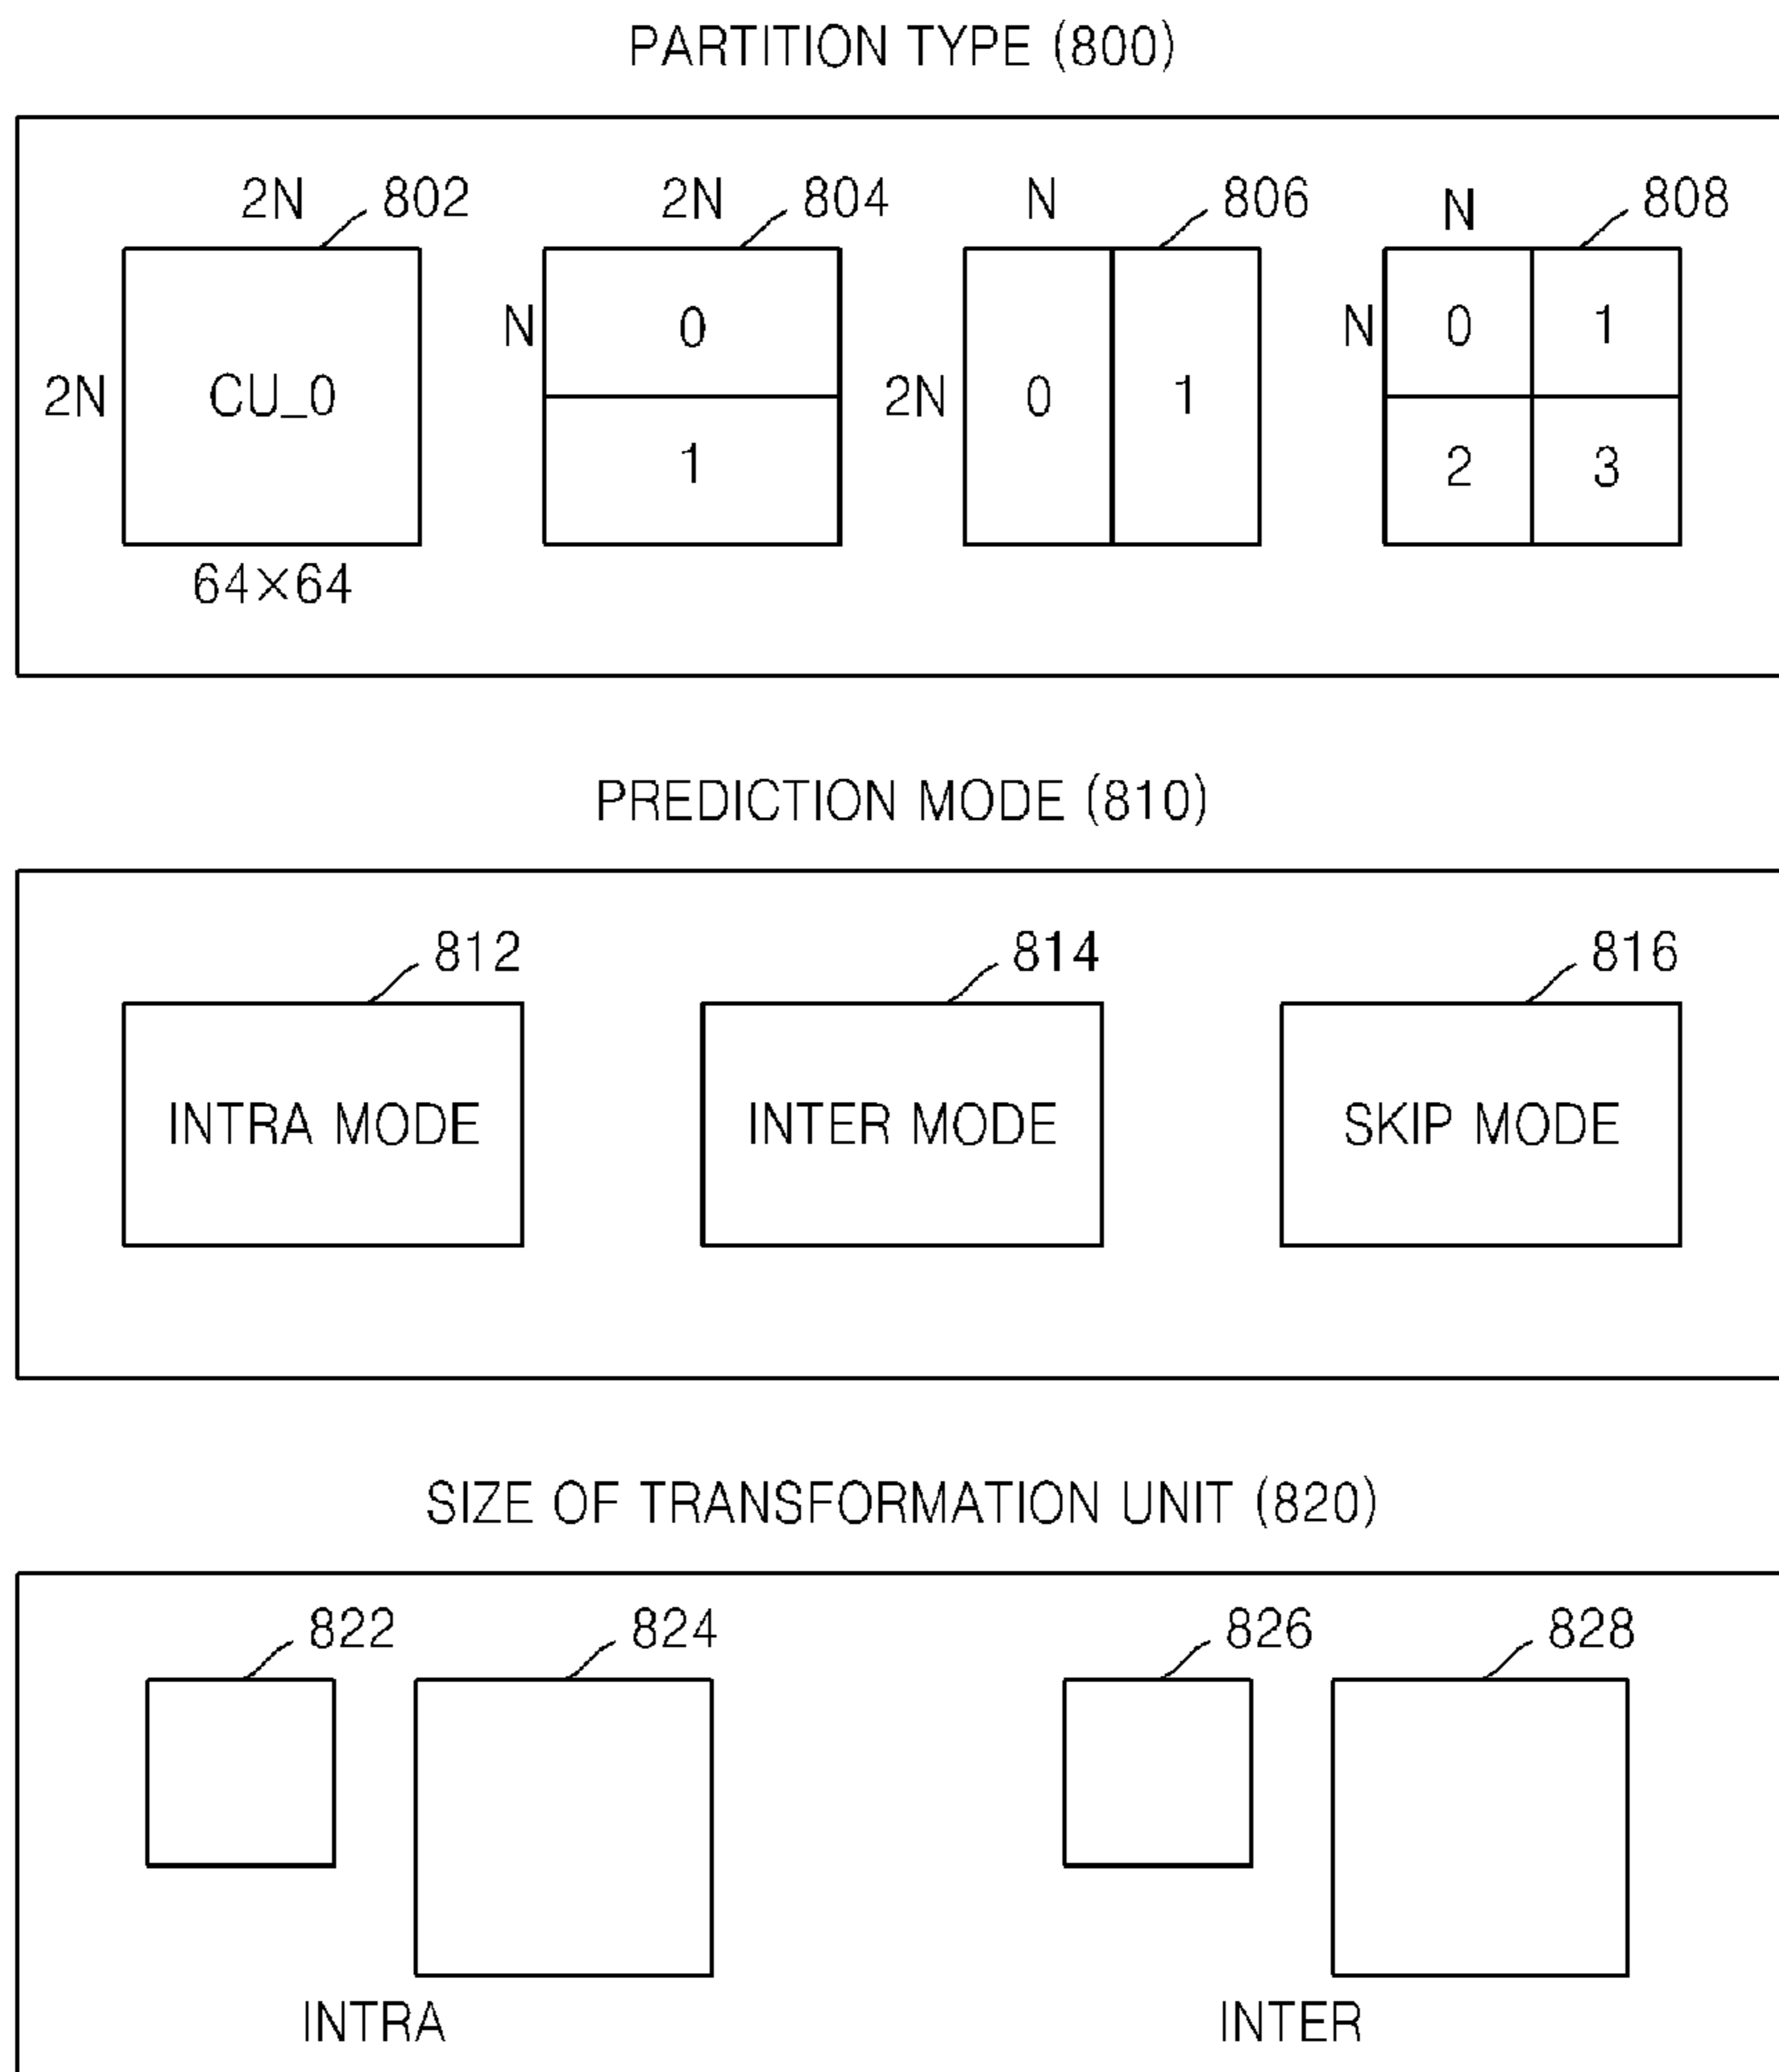 PARTITION TYPE (800)
2N 802 2N 804 N 806 N 808
N 0 N 0 1
2N CU_0 2N 0 1
1 2 3
64×64
PREDICTION MODE (810)
812 814 816
INTRA MODE INTER MODE SKIP MODE
SIZE OF TRANSFORMATION UNIT (820)
822 824 826 828
INTRA INTER